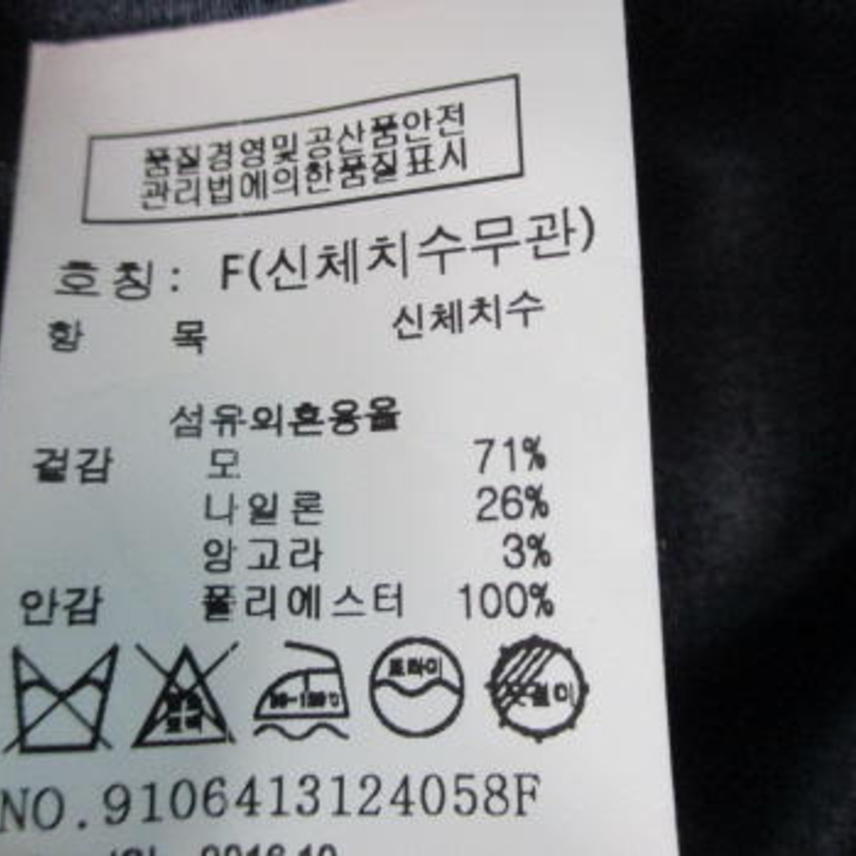 품질경영및공산품안전
관리법에의한품질표시
호칭: F(신체치수무관)
항 목 신체치수
섬유의혼용율
겉감 모 71%
나일론 26%
앙고라 3%
안감 폴리에스터 100%
드라이
옷걸이
NO.9106413124058F